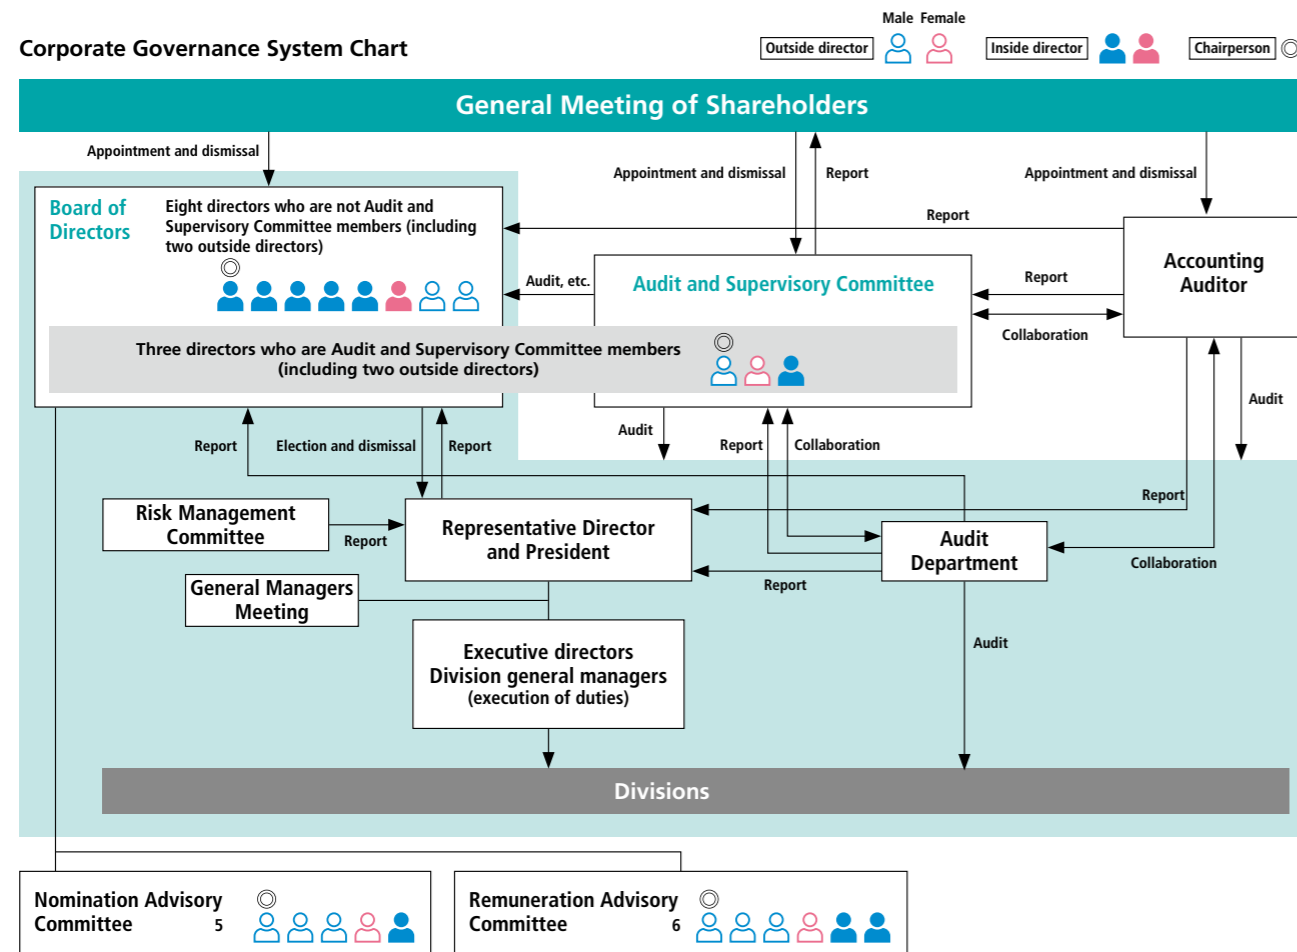 Male Female
Corporate Governance System Chart
Outside director
Inside director
Chairperson
General Meeting of Shareholders
Appointment and dismissal
Appointment and dismissal
Report
Appointment and dismissal
Board of
Directors
Eight directors who are not Audit and
Supervisory Committee members (including
two outside directors)
Report
Accounting
Auditor
Audit, etc.
Audit and Supervisory Committee
Report
Collaboration
Three directors who are Audit and Supervisory Committee members
(including two outside directors)
Audit
Report
Election and dismissal
Report
Audit
Report
Collaboration
Report
Risk Management
Committee
Report
Representative Director
and President
Audit
Department
Collaboration
Report
General Managers
Meeting
Executive directors
Division general managers
(execution of duties)
Audit
Divisions
Nomination Advisory
Committee 5
Remuneration Advisory
Committee 6